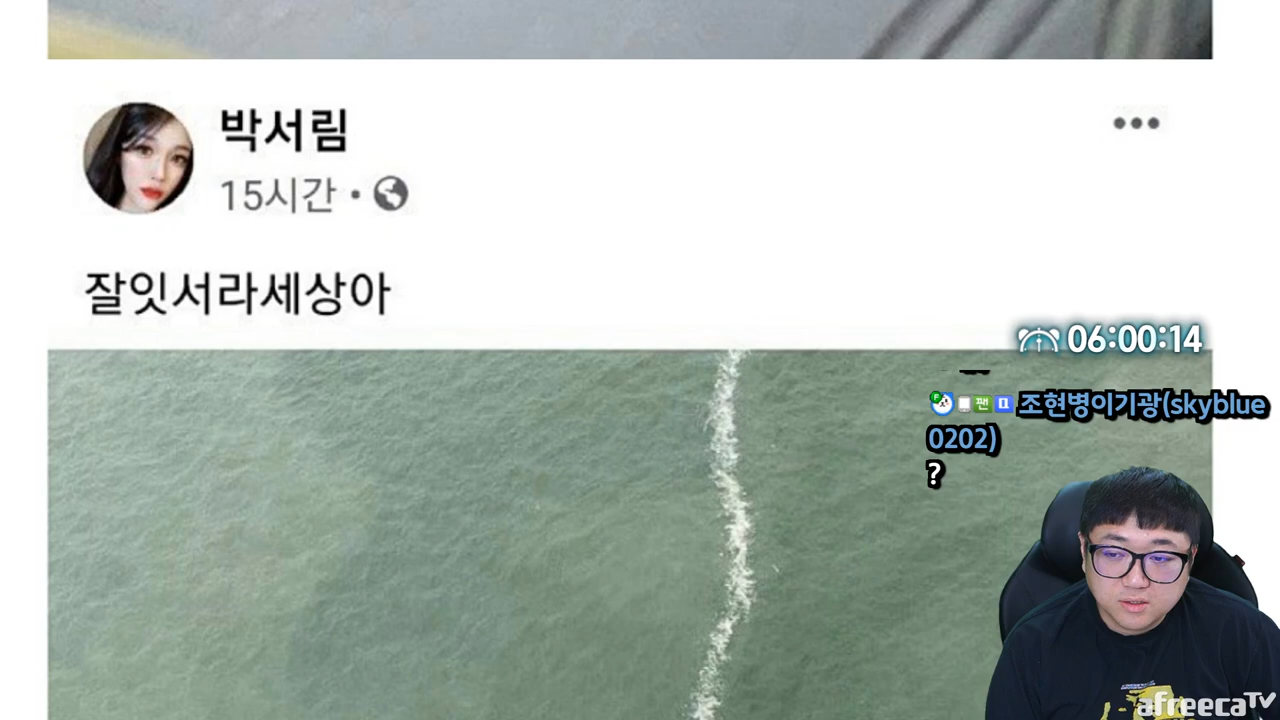 박서림
15시간 •
잘잇서라세상아
06:00:14
팬 조현병이기광(skyblue
0202)
?
afreecaTV